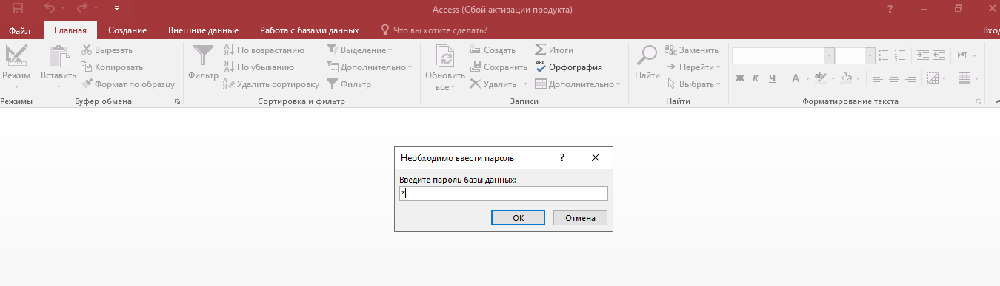 Access (Сбой активации продукта)
?
Файл Главная Создание Внешние данные Работа с базами данных Что вы хотите сделать? Вход
Режим
Режимы
Вставить
Вырезать
Копировать
Формат по образцу
Буфер обмена
Фильтр
По возрастанию
По убыванию
Удалить сортировку
Выделение
Дополнительно
Фильтр
Сортировка и фильтр
Обновить
все
Создать
Сохранить
Удалить
Итоги
Орфография
Дополнительно
Записи
Найти
Заменить
Перейти
Выбрать
Найти
Ж К Ч А
Форматирование текста
Необходимо ввести пароль ?
Введите пароль базы данных:
*
ОК Отмена